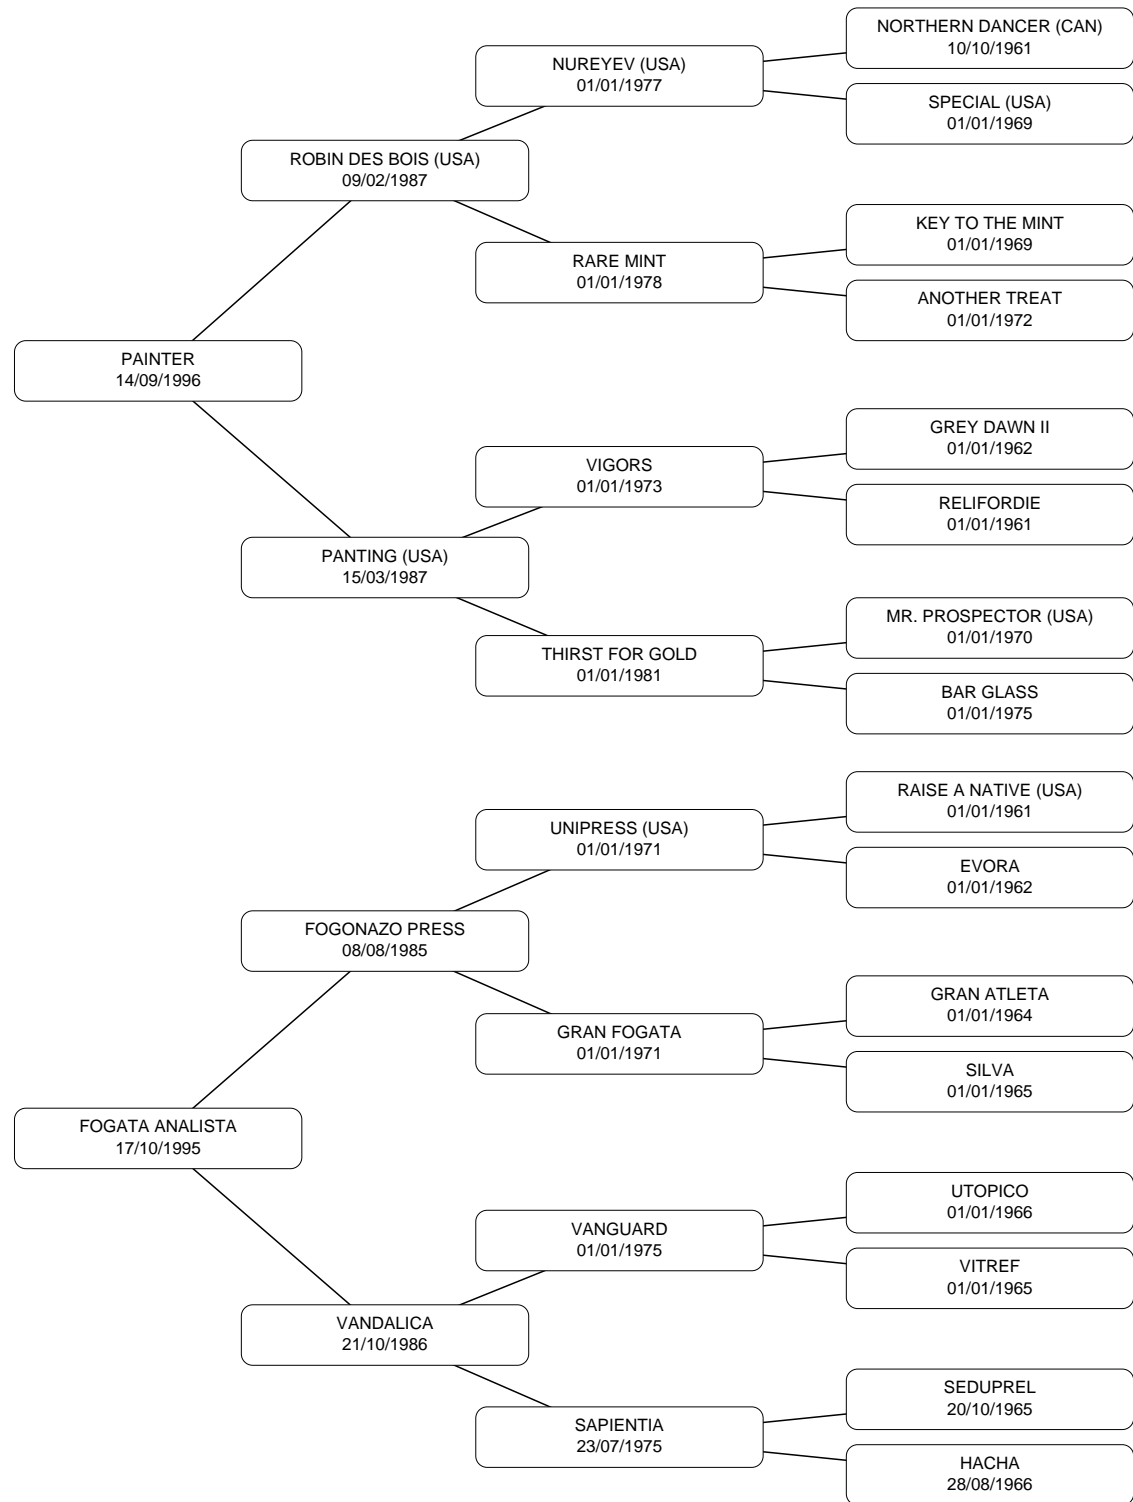 NORTHERN DANCER (CAN)
10/10/1961
NUREYEV (USA)
01/01/1977
SPECIAL (USA)
01/01/1969
ROBIN DES BOIS (USA)
09/02/1987
KEY TO THE MINT
01/01/1969
RARE MINT
01/01/1978
ANOTHER TREAT
01/01/1972
PAINTER
14/09/1996
GREY DAWN II
01/01/1962
VIGORS
01/01/1973
RELIFORDIE
01/01/1961
PANTING (USA)
15/03/1987
MR. PROSPECTOR (USA)
01/01/1970
THIRST FOR GOLD
01/01/1981
BAR GLASS
01/01/1975
RAISE A NATIVE (USA)
01/01/1961
UNIPRESS (USA)
01/01/1971
EVORA
01/01/1962
FOGONAZO PRESS
08/08/1985
GRAN ATLETA
01/01/1964
GRAN FOGATA
01/01/1971
SILVA
01/01/1965
FOGATA ANALISTA
17/10/1995
UTOPICO
01/01/1966
VANGUARD
01/01/1975
VITREF
01/01/1965
VANDALICA
21/10/1986
SEDUPREL
20/10/1965
SAPIENTIA
23/07/1975
HACHA
28/08/1966